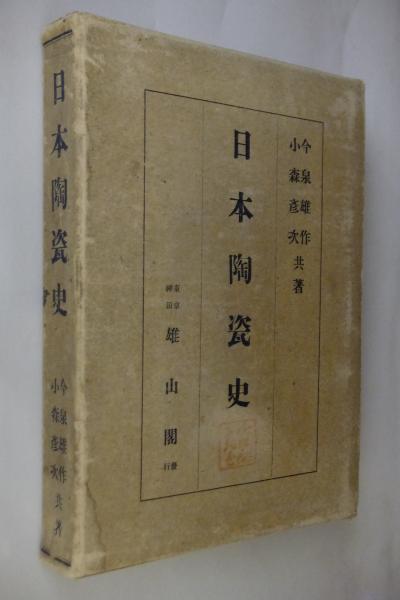 今泉雄作
小森彦次 共著
日本陶瓷史
東京
神田
雄山閣
發行
日本陶瓷史
今泉雄作
小森彦次 共著